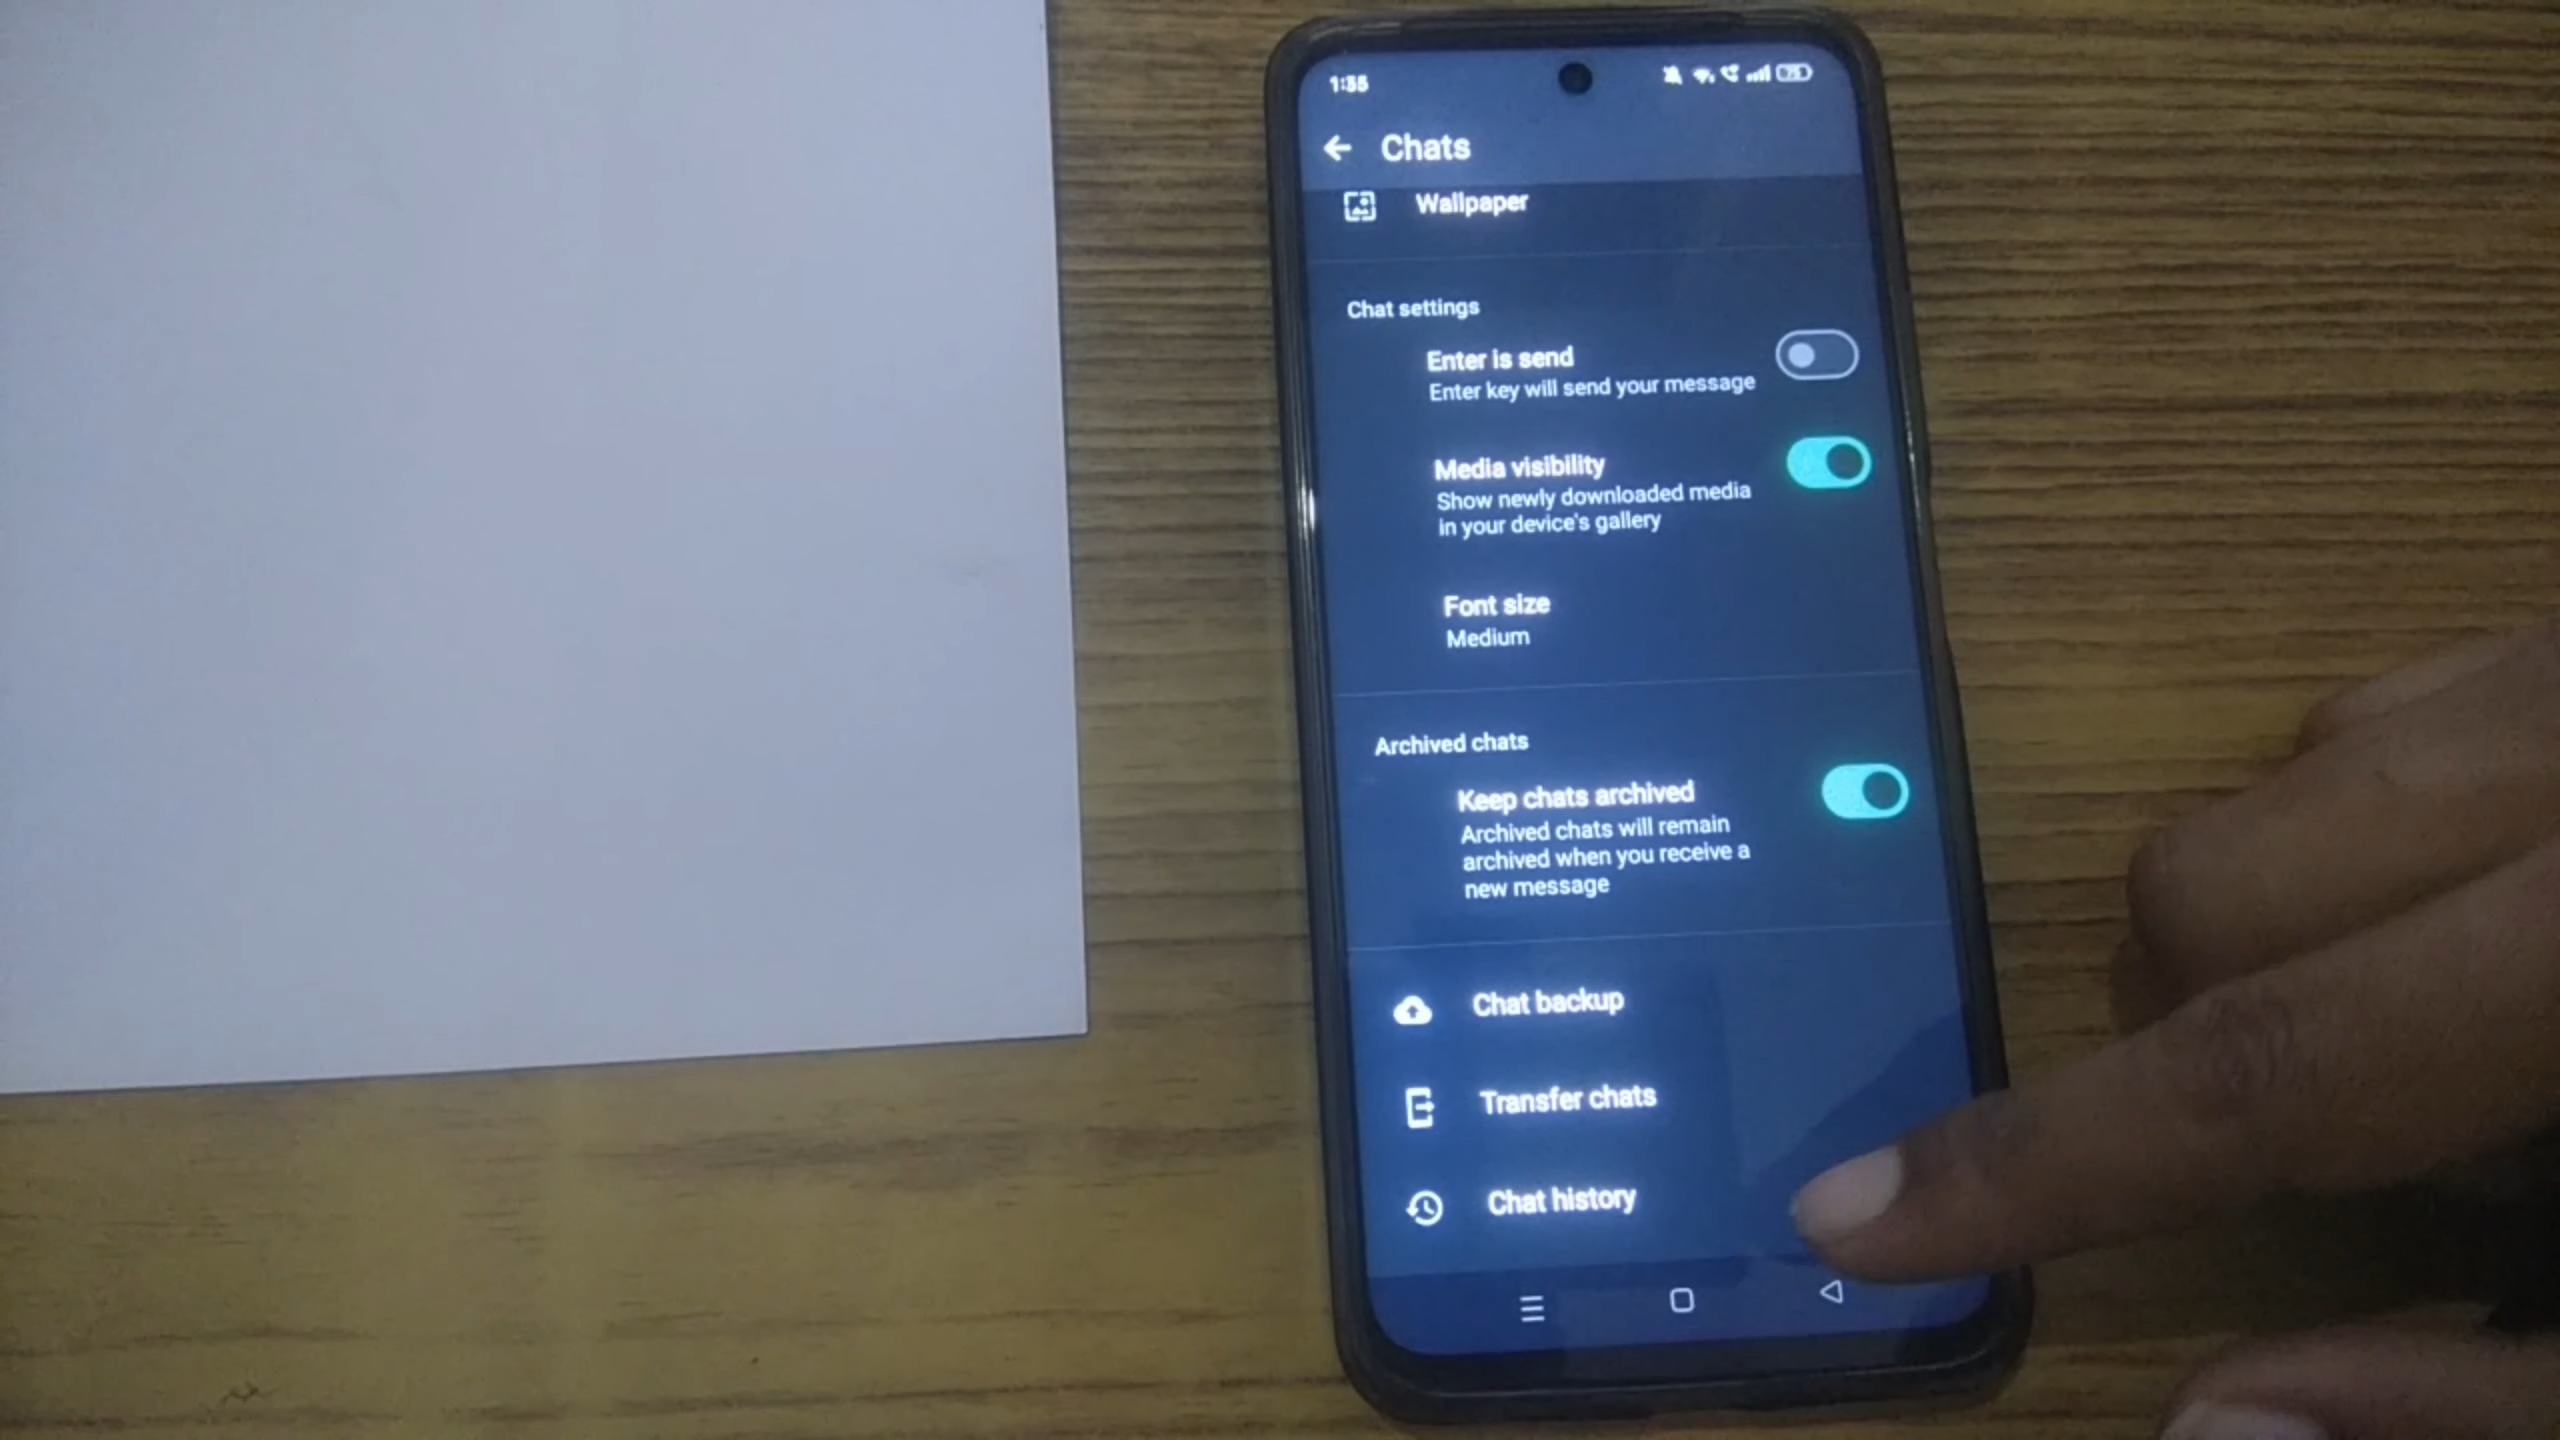 1:35
Chats
Wallpaper
Chat settings
Enter is send
Enter key will send your message
Media visibility
Show newly downloaded media
in your device's gallery
Font size
Medium
Archived chats
Keep chats archived
Archived chats will remain
archived when you receive a
new message
Chat backup
Transfer chats
Chat history